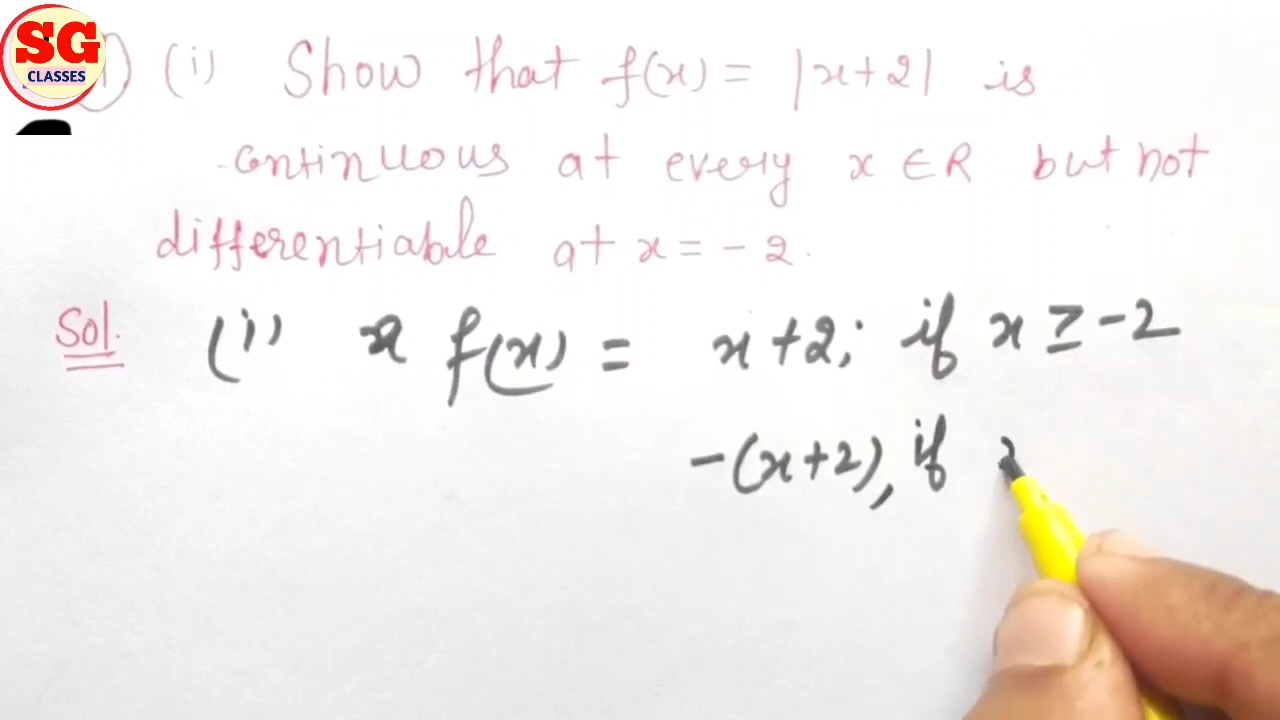 SG
CLASSES
1) (i) Show that f(x) = |x+2| is
continuous at every x ∈ R but not
differentiable at x = -2.
Sol. (i) x f(x) = x+2; if x ≥ -2
-(x+2), if